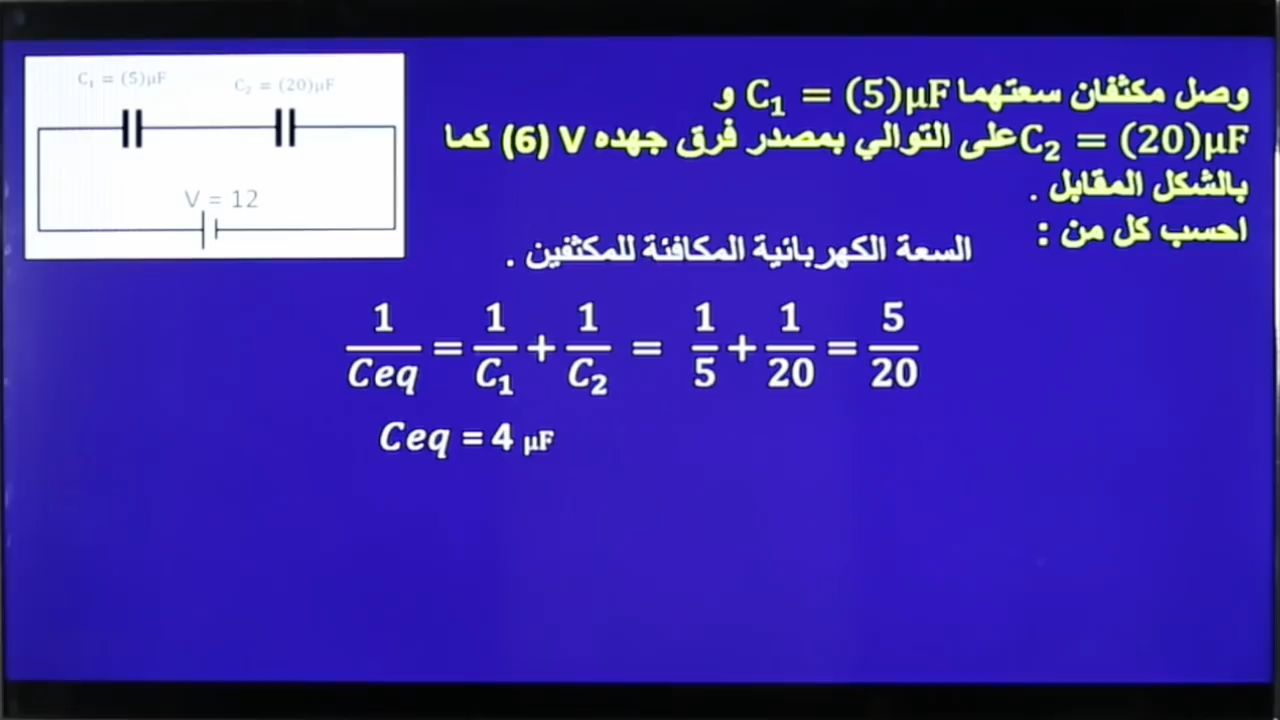 C₁ = (5)μF
C₂ = (20)μF
V = 12
وصل مكثفان سعتهما C₁ = (5)μF و
C₂ = (20)μF على التوالي بمصدر فرق جهده V (6) كما
بالشكل المقابل .
احسب كل من :
السعة الكهربائية المكافئة للمكثفين .
1/Ceq = 1/C₁ + 1/C₂ = 1/5 + 1/20 = 5/20
Ceq = 4 μF